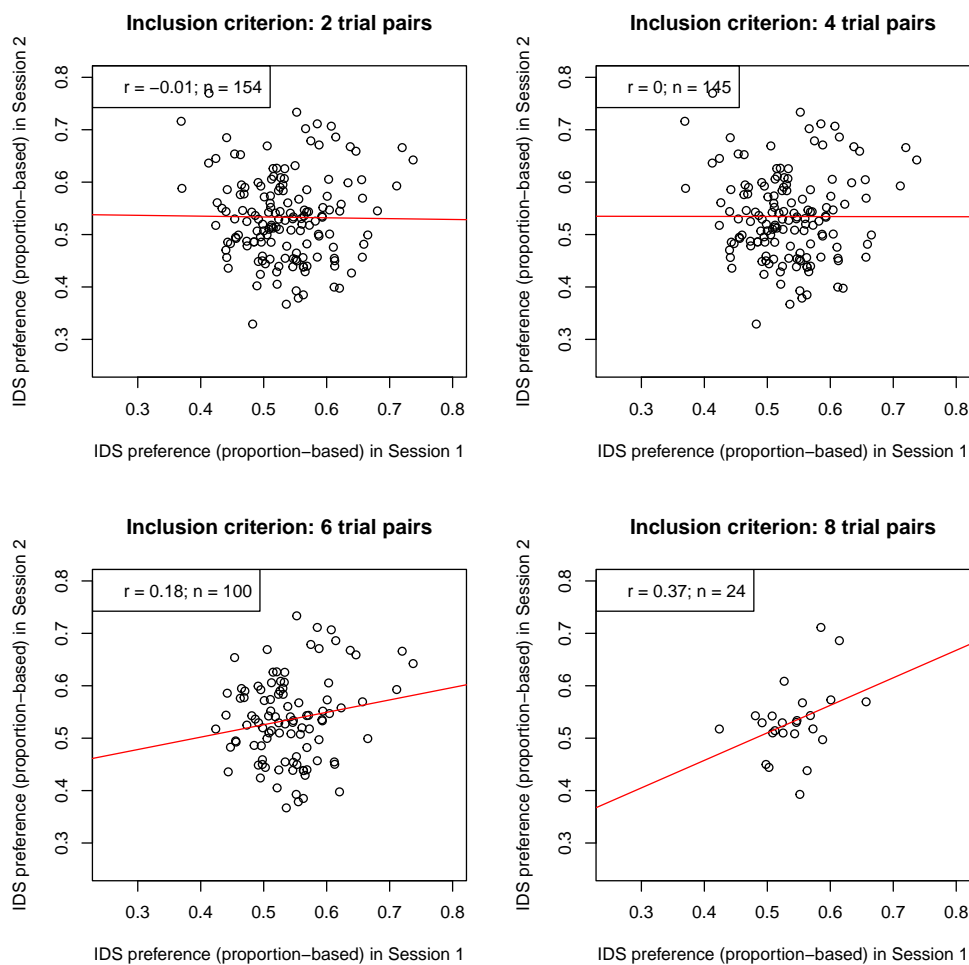 Inclusion criterion: 2 trial pairs
r = −0.01; n = 154
IDS preference (proportion−based) in Session 2
0.8
0.7
0.6
0.5
0.4
0.3
0.3 0.4 0.5 0.6 0.7 0.8
IDS preference (proportion−based) in Session 1
Inclusion criterion: 4 trial pairs
r = 0; n = 145
IDS preference (proportion−based) in Session 2
0.8
0.7
0.6
0.5
0.4
0.3
0.3 0.4 0.5 0.6 0.7 0.8
IDS preference (proportion−based) in Session 1
Inclusion criterion: 6 trial pairs
r = 0.18; n = 100
IDS preference (proportion−based) in Session 2
0.8
0.7
0.6
0.5
0.4
0.3
0.3 0.4 0.5 0.6 0.7 0.8
IDS preference (proportion−based) in Session 1
Inclusion criterion: 8 trial pairs
r = 0.37; n = 24
IDS preference (proportion−based) in Session 2
0.8
0.7
0.6
0.5
0.4
0.3
0.3 0.4 0.5 0.6 0.7 0.8
IDS preference (proportion−based) in Session 1